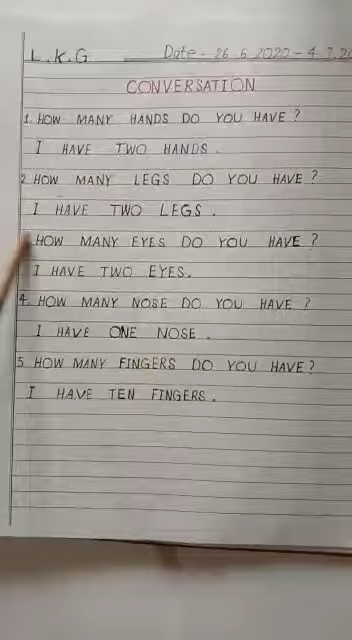 L.K.G Date - 26 6 2020 - 4.7.20
CONVERSATION
1. HOW MANY HANDS DO YOU HAVE ?
I HAVE TWO HANDS .
2 HOW MANY LEGS DO YOU HAVE ?
I HAVE TWO LEGS .
HOW MANY EYES DO YOU HAVE ?
I HAVE TWO EYES.
4. HOW MANY NOSE DO YOU HAVE ?
I HAVE ONE NOSE .
5. HOW MANY FINGERS DO YOU HAVE ?
I HAVE TEN FINGERS .